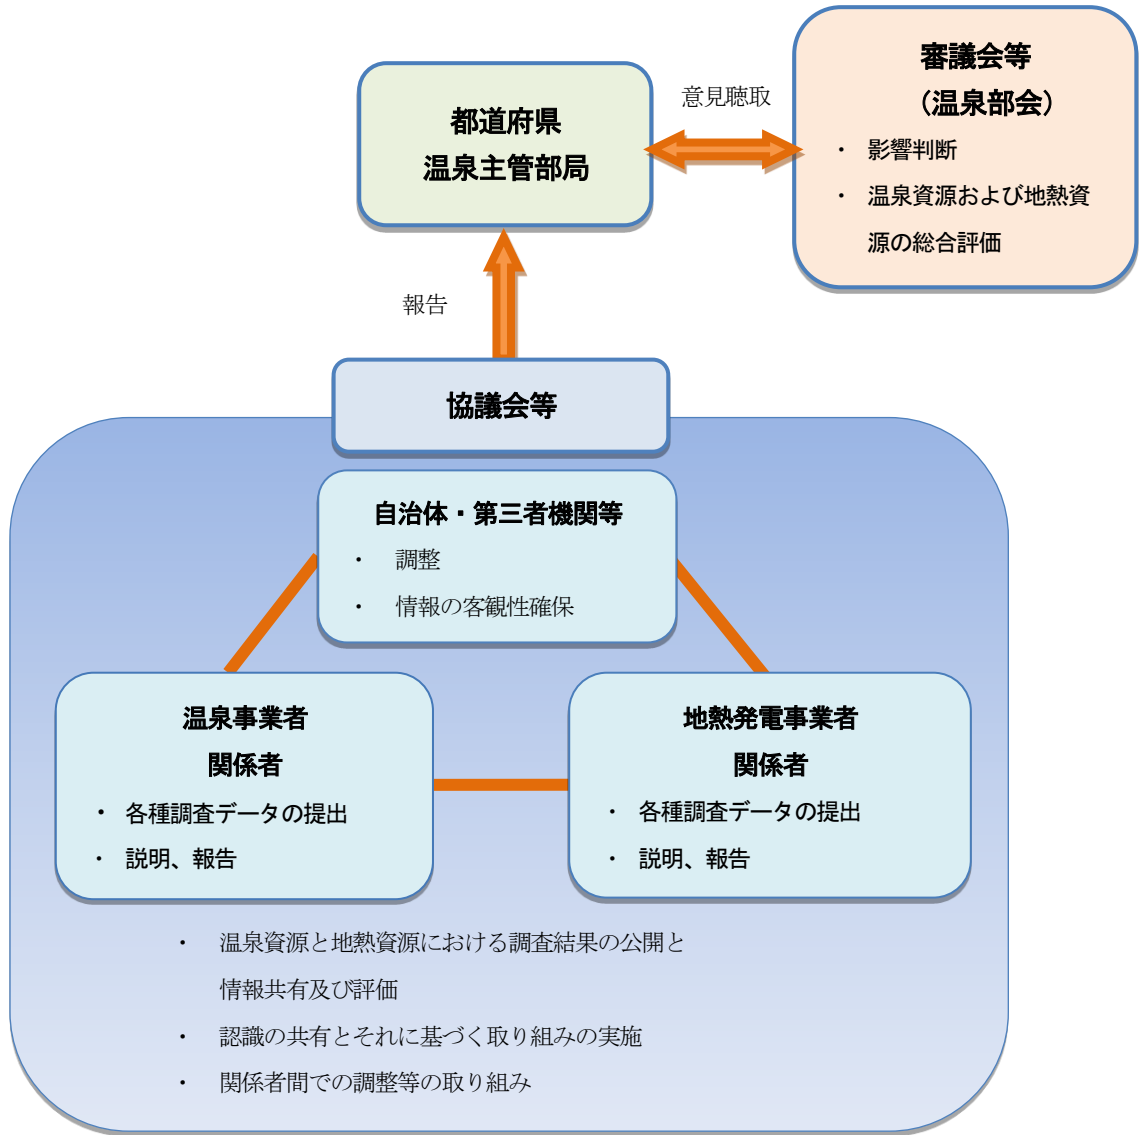 審議会等
（温泉部会）
・ 影響判断
・ 温泉資源および地熱資
源の総合評価
意見聴取
都道府県
温泉主管部局
報告
協議会等
自治体・第三者機関等
・ 調整
・ 情報の客観性確保
温泉事業者
関係者
・ 各種調査データの提出
・ 説明、報告
地熱発電事業者
関係者
・ 各種調査データの提出
・ 説明、報告
・ 温泉資源と地熱資源における調査結果の公開と
情報共有及び評価
・ 認識の共有とそれに基づく取り組みの実施
・ 関係者間での調整等の取り組み